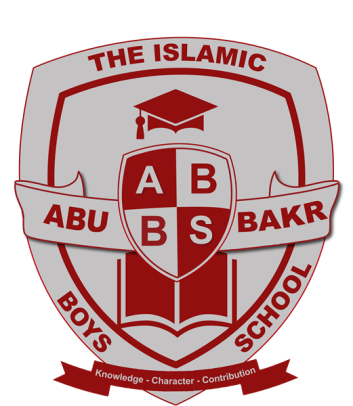 THE ISLAMIC
A B
ABU BAKR
B S
BOYS SCHOOL
Knowledge - Character - Contribution